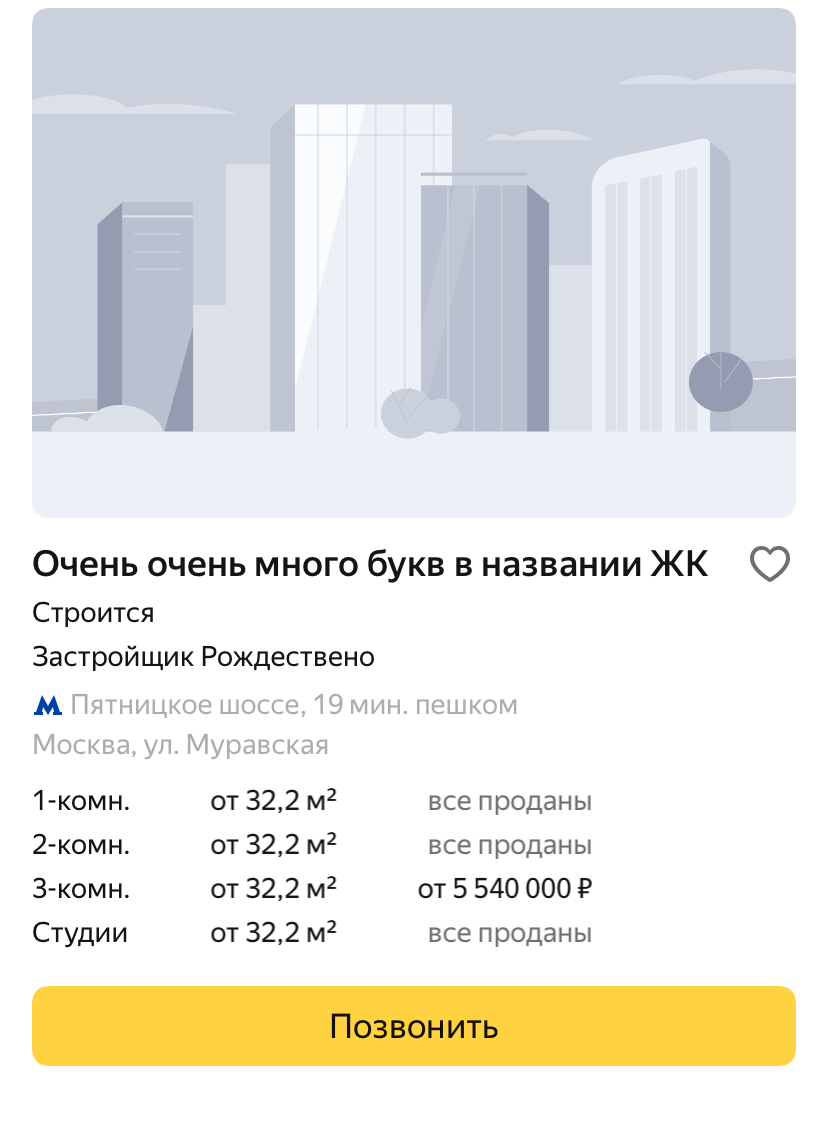 Очень очень много букв в названии ЖК
Строится
Застройщик Рождествено
Пятницкое шоссе, 19 мин. пешком
Москва, ул. Муравская
1-комн. от 32,2 м² все проданы
2-комн. от 32,2 м² все проданы
3-комн. от 32,2 м² от 5 540 000 ₽
Студии от 32,2 м² все проданы
Позвонить